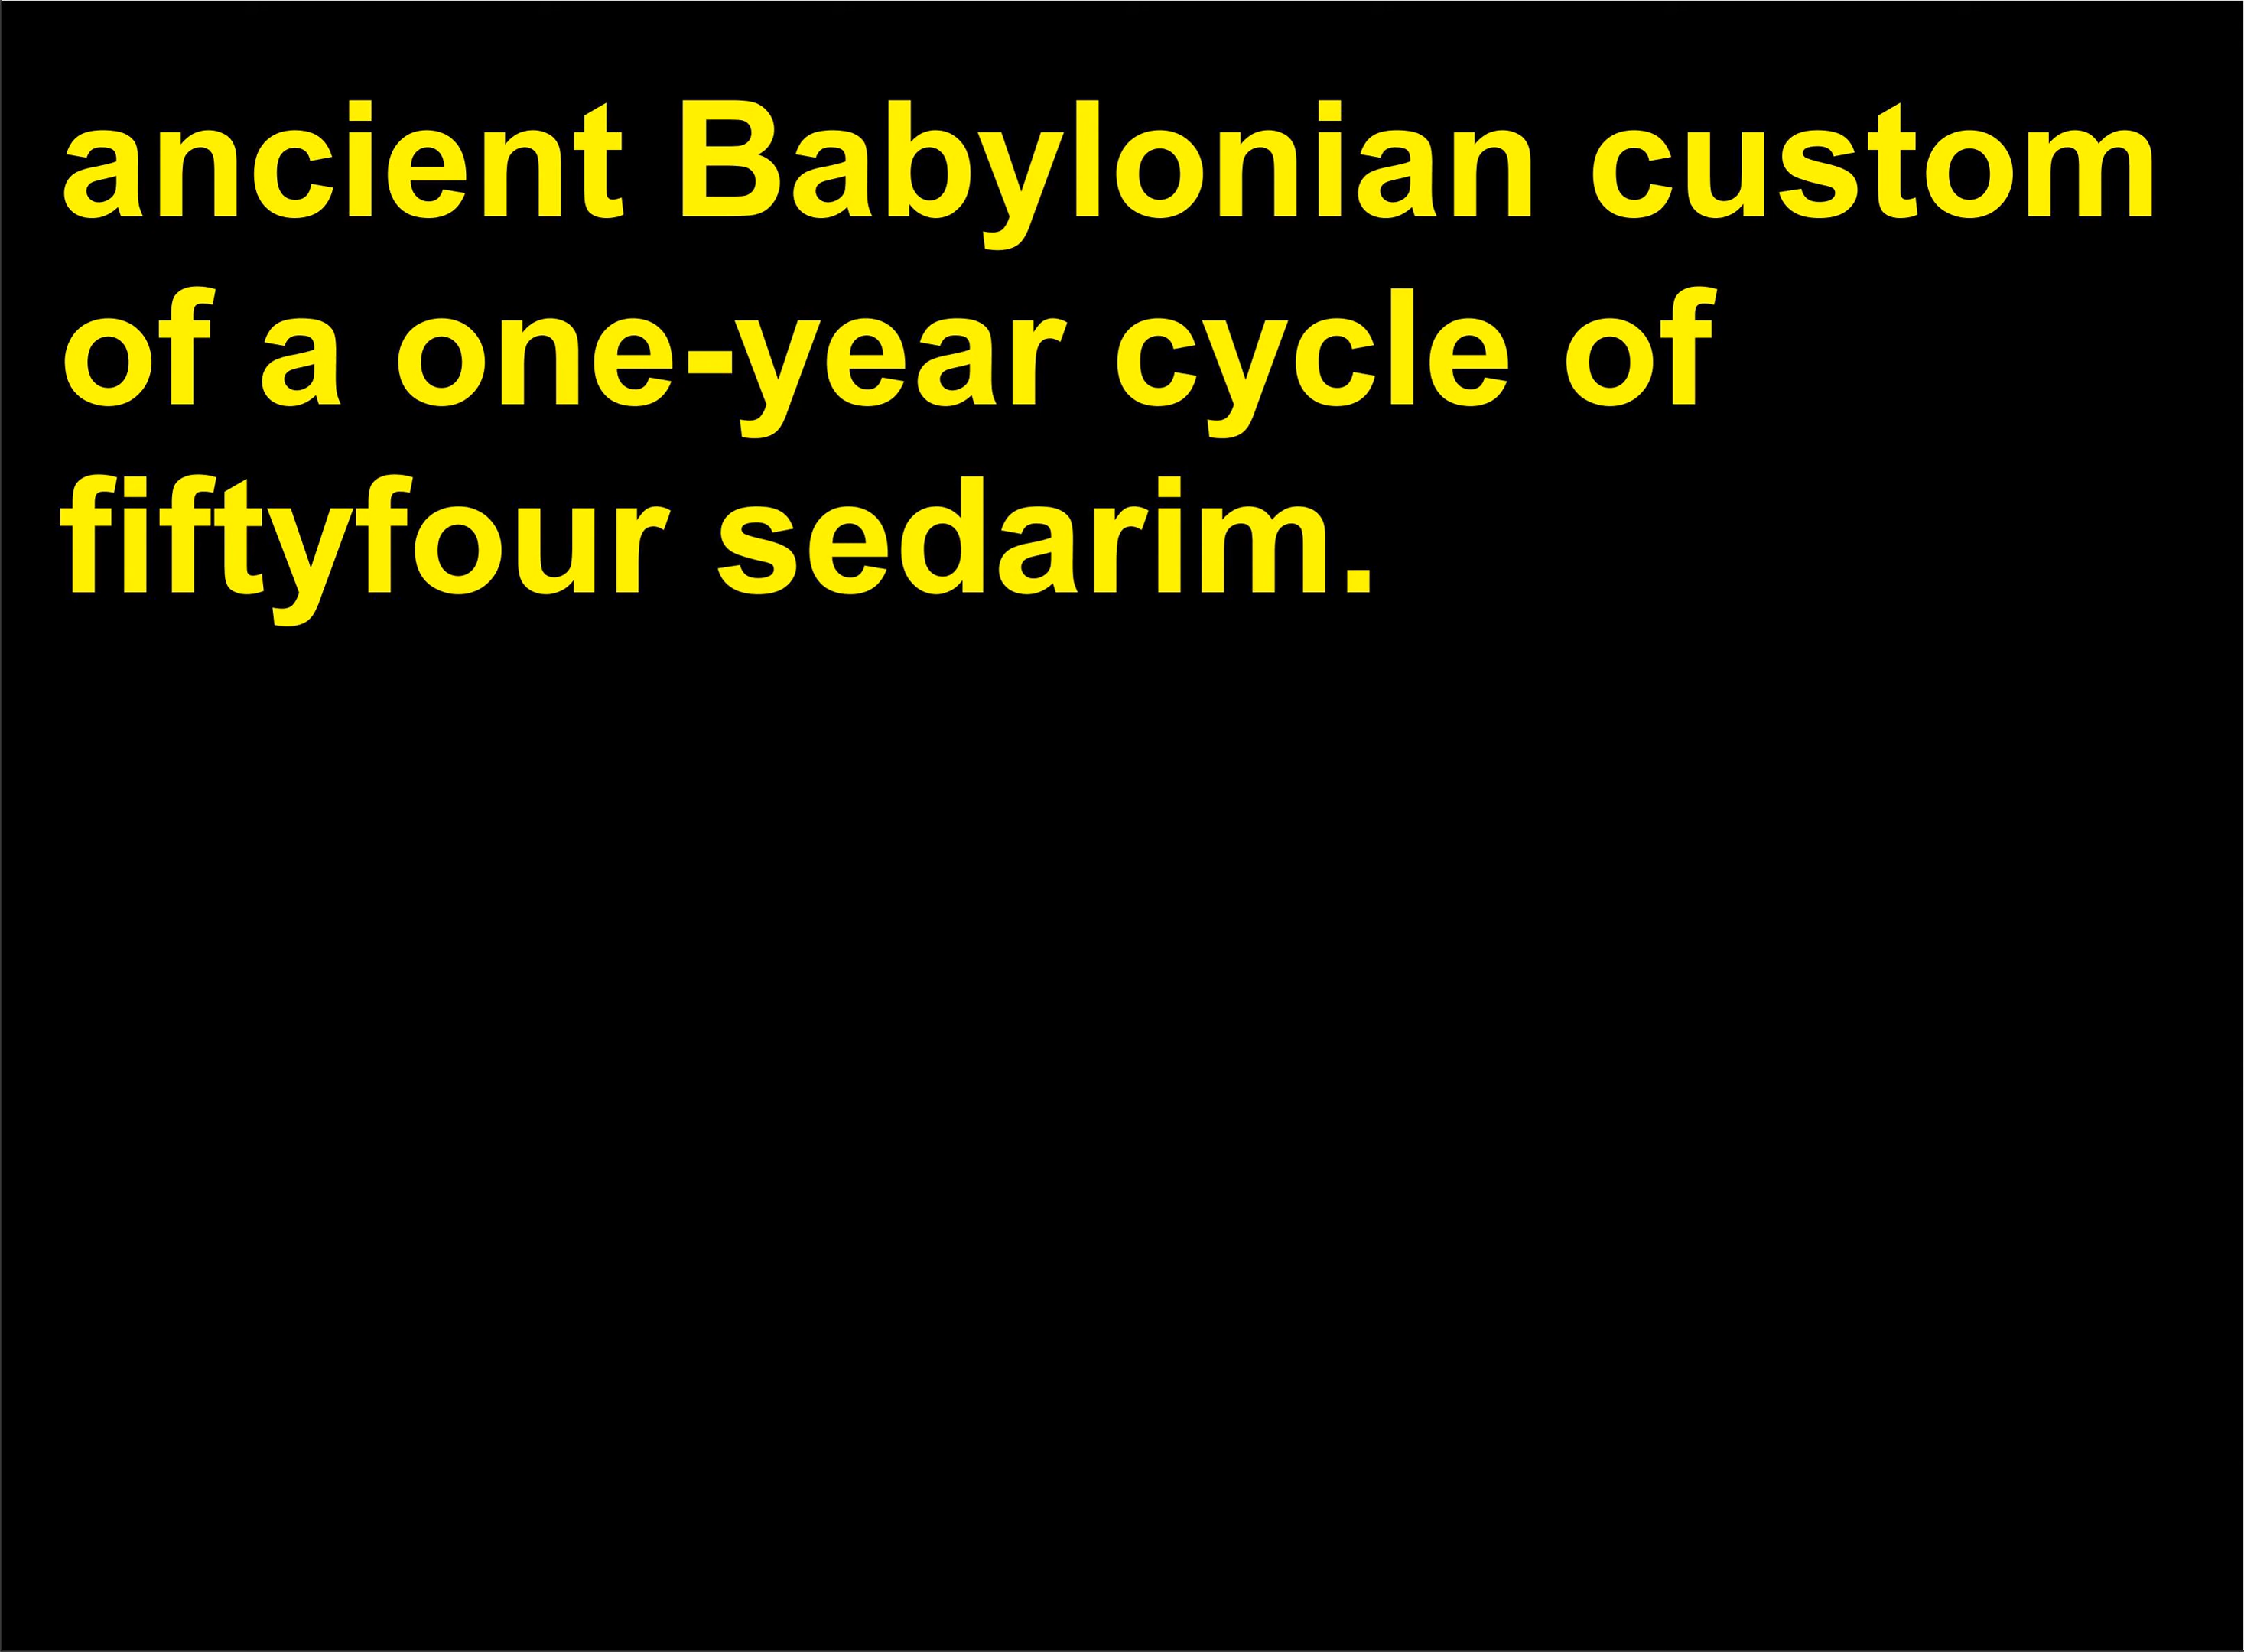 ancient Babylonian custom
of a one-year cycle of
fiftyfour sedarim.